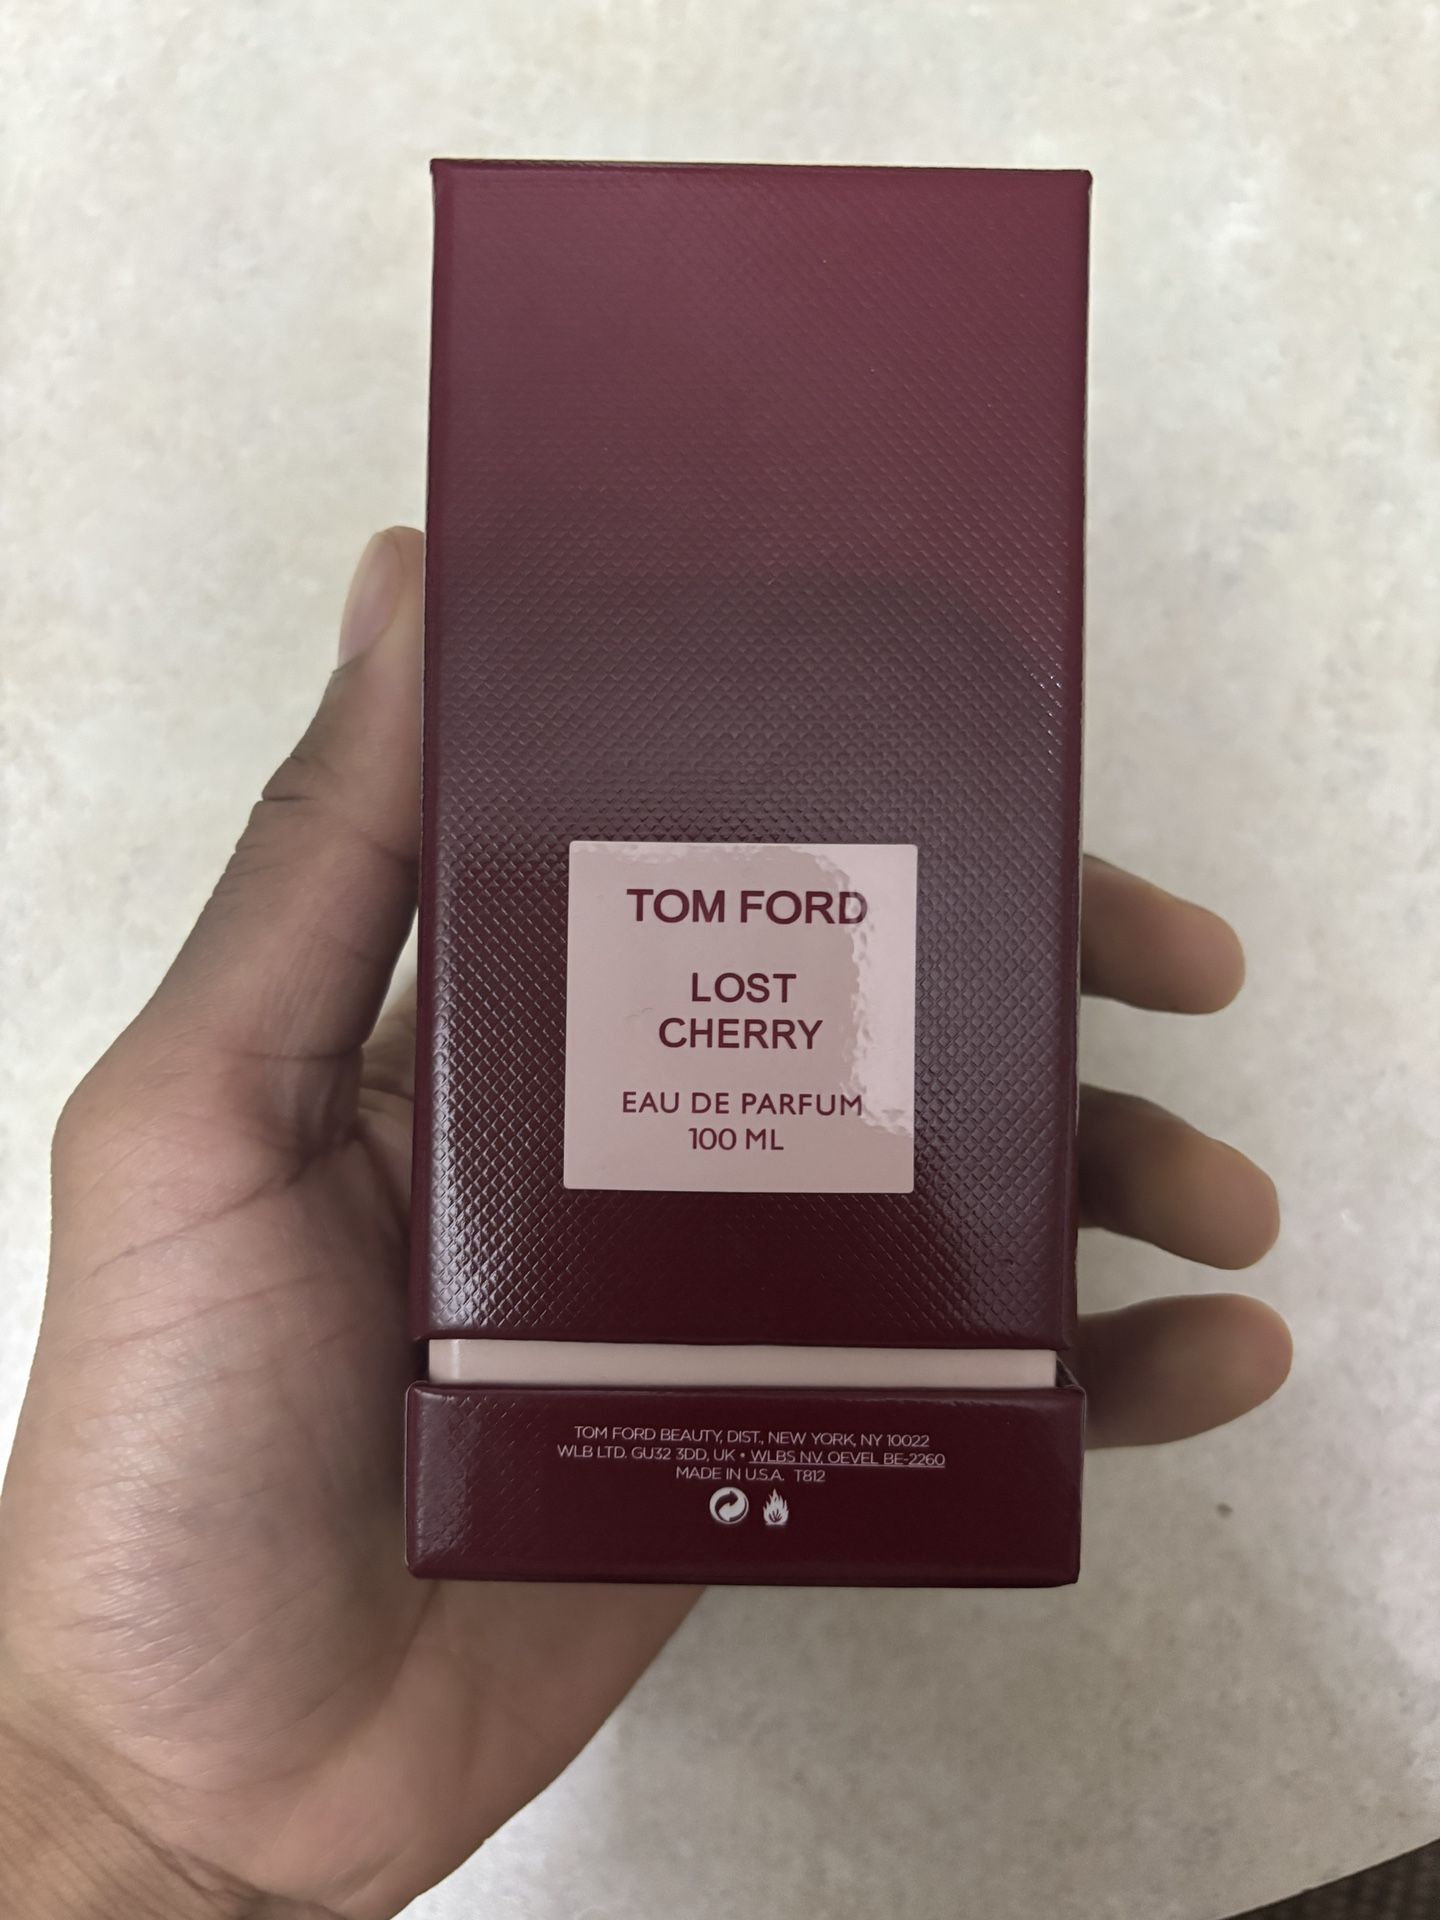 TOM FORD
LOST
CHERRY
EAU DE PARFUM
100 ML
TOM FORD BEAUTY, DIST., NEW YORK, NY 10022
WLB LTD. GU32 3DD, UK • WLBS NV, OEVEL BE-2260
MADE IN U.S.A. T812